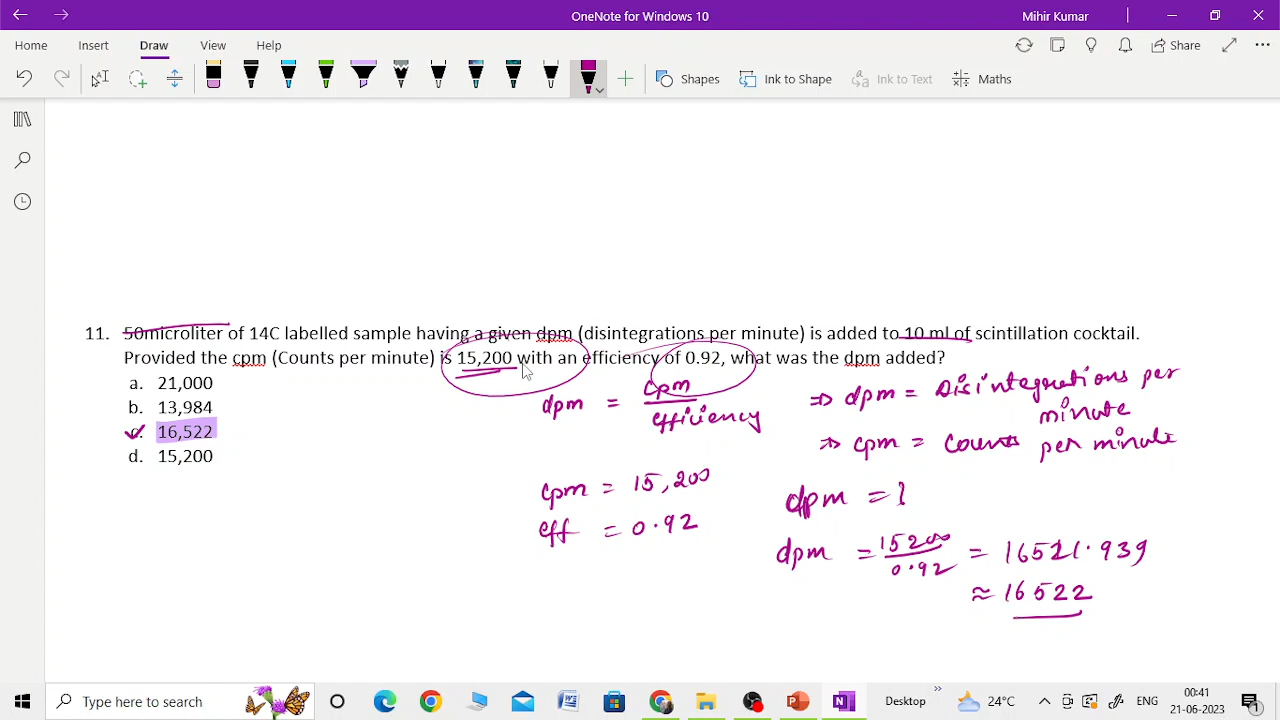 OneNote for Windows 10
Mihir Kumar
Home Insert Draw View Help
Share
Shapes Ink to Shape Ink to Text Maths
11. 50microliter of 14C labelled sample having a given dpm (disintegrations per minute) is added to 10 ml of scintillation cocktail.
Provided the cpm (Counts per minute) is 15,200 with an efficiency of 0.92, what was the dpm added?
a. 21,000
b. 13,984
c. 16,522
d. 15,200
dpm = cpm / efficiency
cpm = 15,200
eff = 0.92
⇒ dpm = Disintegrations per
minute
⇒ cpm = Counts per minute
dpm = ?
dpm = 15200 / 0.92 = 16521.939
≈ 16522
Type here to search
Desktop
24°C
ENG
00:41
21-06-2023